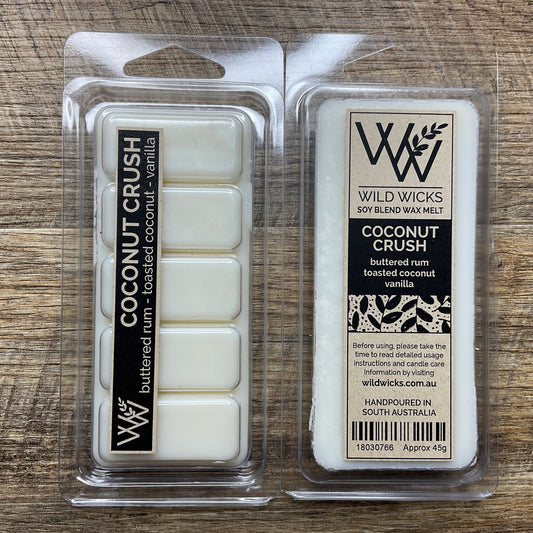 COCONUT CRUSH
buttered rum - toasted coconut - vanilla
W
WILD WICKS
SOY BLEND WAX MELT
COCONUT
CRUSH
buttered rum
toasted coconut
vanilla
Before using, please take the
time to read detailed usage
instructions and candle care
information by visiting
wildwicks.com.au
HANDPOURED IN
SOUTH AUSTRALIA
18030766 Approx 45g